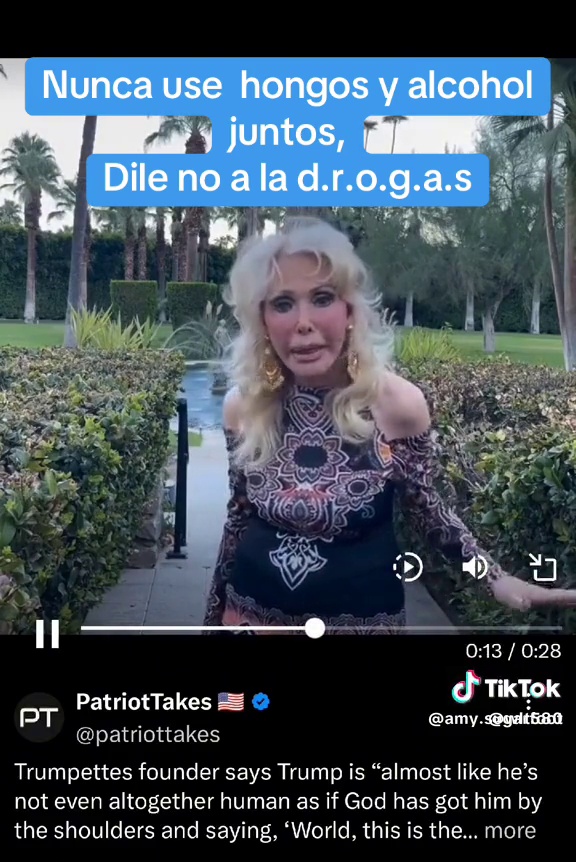 Nunca use hongos y alcohol
juntos,
Dile no a la d.r.o.g.a.s
0:13 / 0:28
TikTok
PT
PatriotTakes 🇺🇸
@patriottakes
Trumpettes founder says Trump is “almost like he’s
not even altogether human as if God has got him by
the shoulders and saying, ‘World, this is the... more